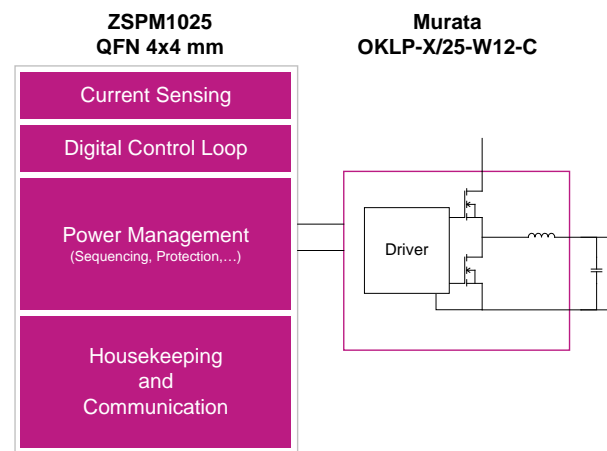 ZSPM1025
QFN 4x4 mm
Murata
OKLP-X/25-W12-C
Current Sensing
Digital Control Loop
Power Management
(Sequencing, Protection,…)
Housekeeping
and
Communication
Driver